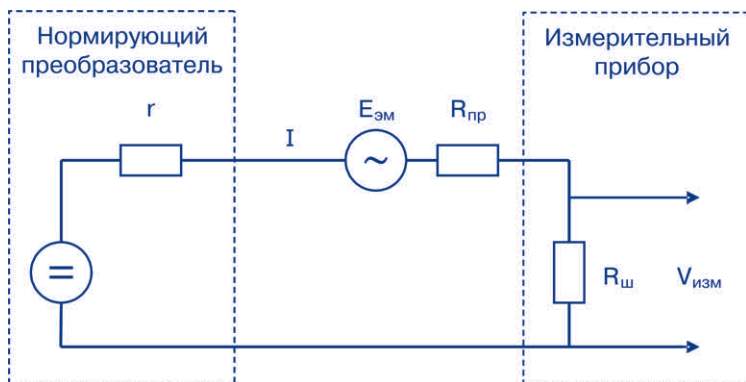 Нормирующий
преобразователь
Измерительный
прибор
r
I
Eэм
Rпр
~
=
Rш
Vизм